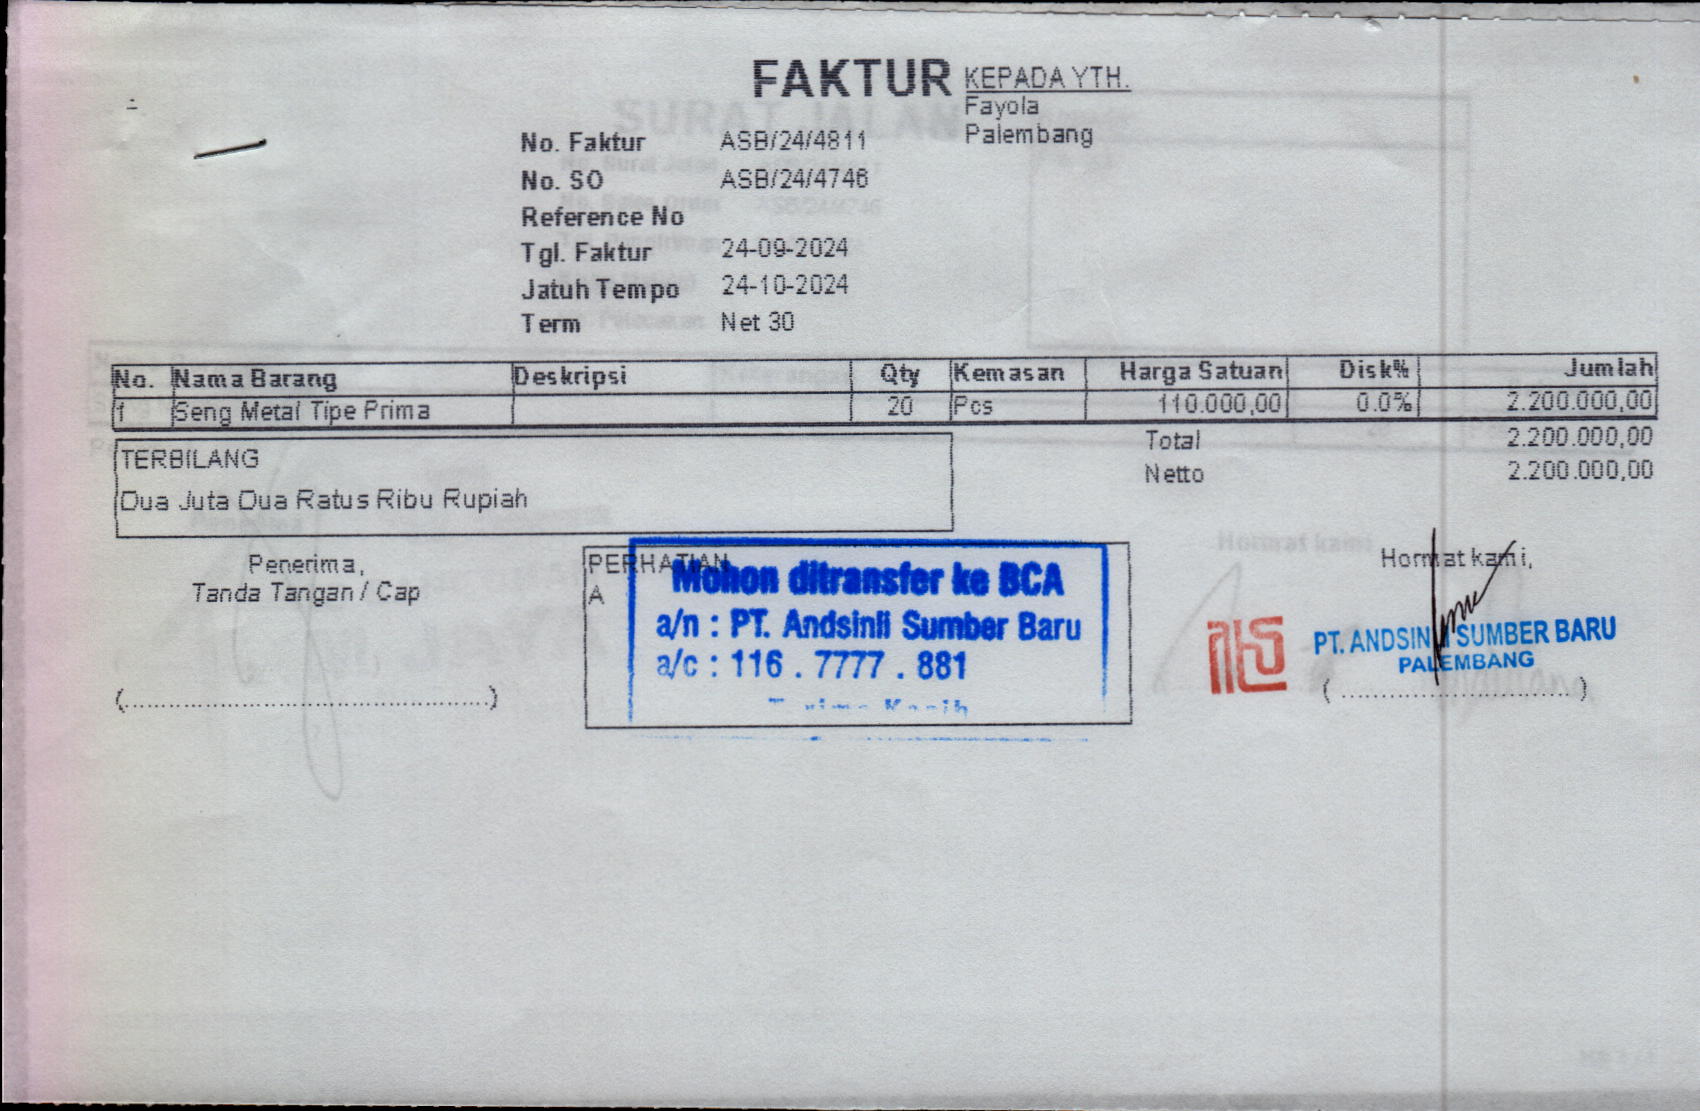 FAKTUR
KEPADA YTH.
Fayola
Palembang
No. Faktur ASB/24/4811
No. SO ASB/24/4746
Reference No
Tgl. Faktur 24-09-2024
Jatuh Tempo 24-10-2024
Term Net 30
No. Nama Barang Deskripsi Qty Kemasan Harga Satuan Disk% Jumlah
1 Seng Metal Tipe Prima 20 Pcs 110.000,00 0.0% 2.200.000,00
Total 2.200.000,00
Netto 2.200.000,00
TERBILANG
Dua Juta Dua Ratus Ribu Rupiah
Penerima,
Tanda Tangan / Cap
(..............................................)
PERHATIAN
A
Mohon ditransfer ke BCA
a/n : PT. Andsinli Sumber Baru
a/c : 116 . 7777 . 881
Terima Kasih
Hormat kami,
PT. ANDSINLI SUMBER BARU
PALEMBANG
(................................)
SURAT JALAN